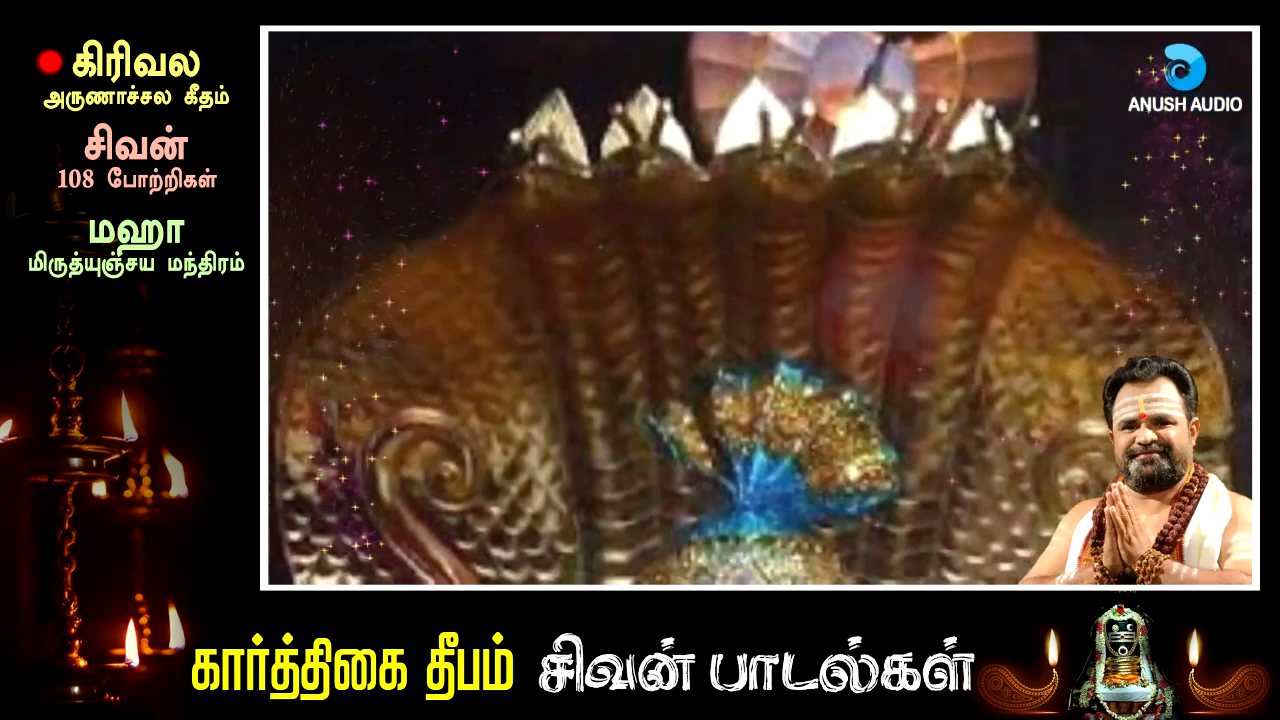 கிரிவல
அருணாச்சல கீதம்
சிவன்
108 போற்றிகள்
மஹா
மிருத்யுஞ்சய மந்திரம்
ANUSH AUDIO
கார்த்திகை தீபம் சிவன் பாடல்கள்